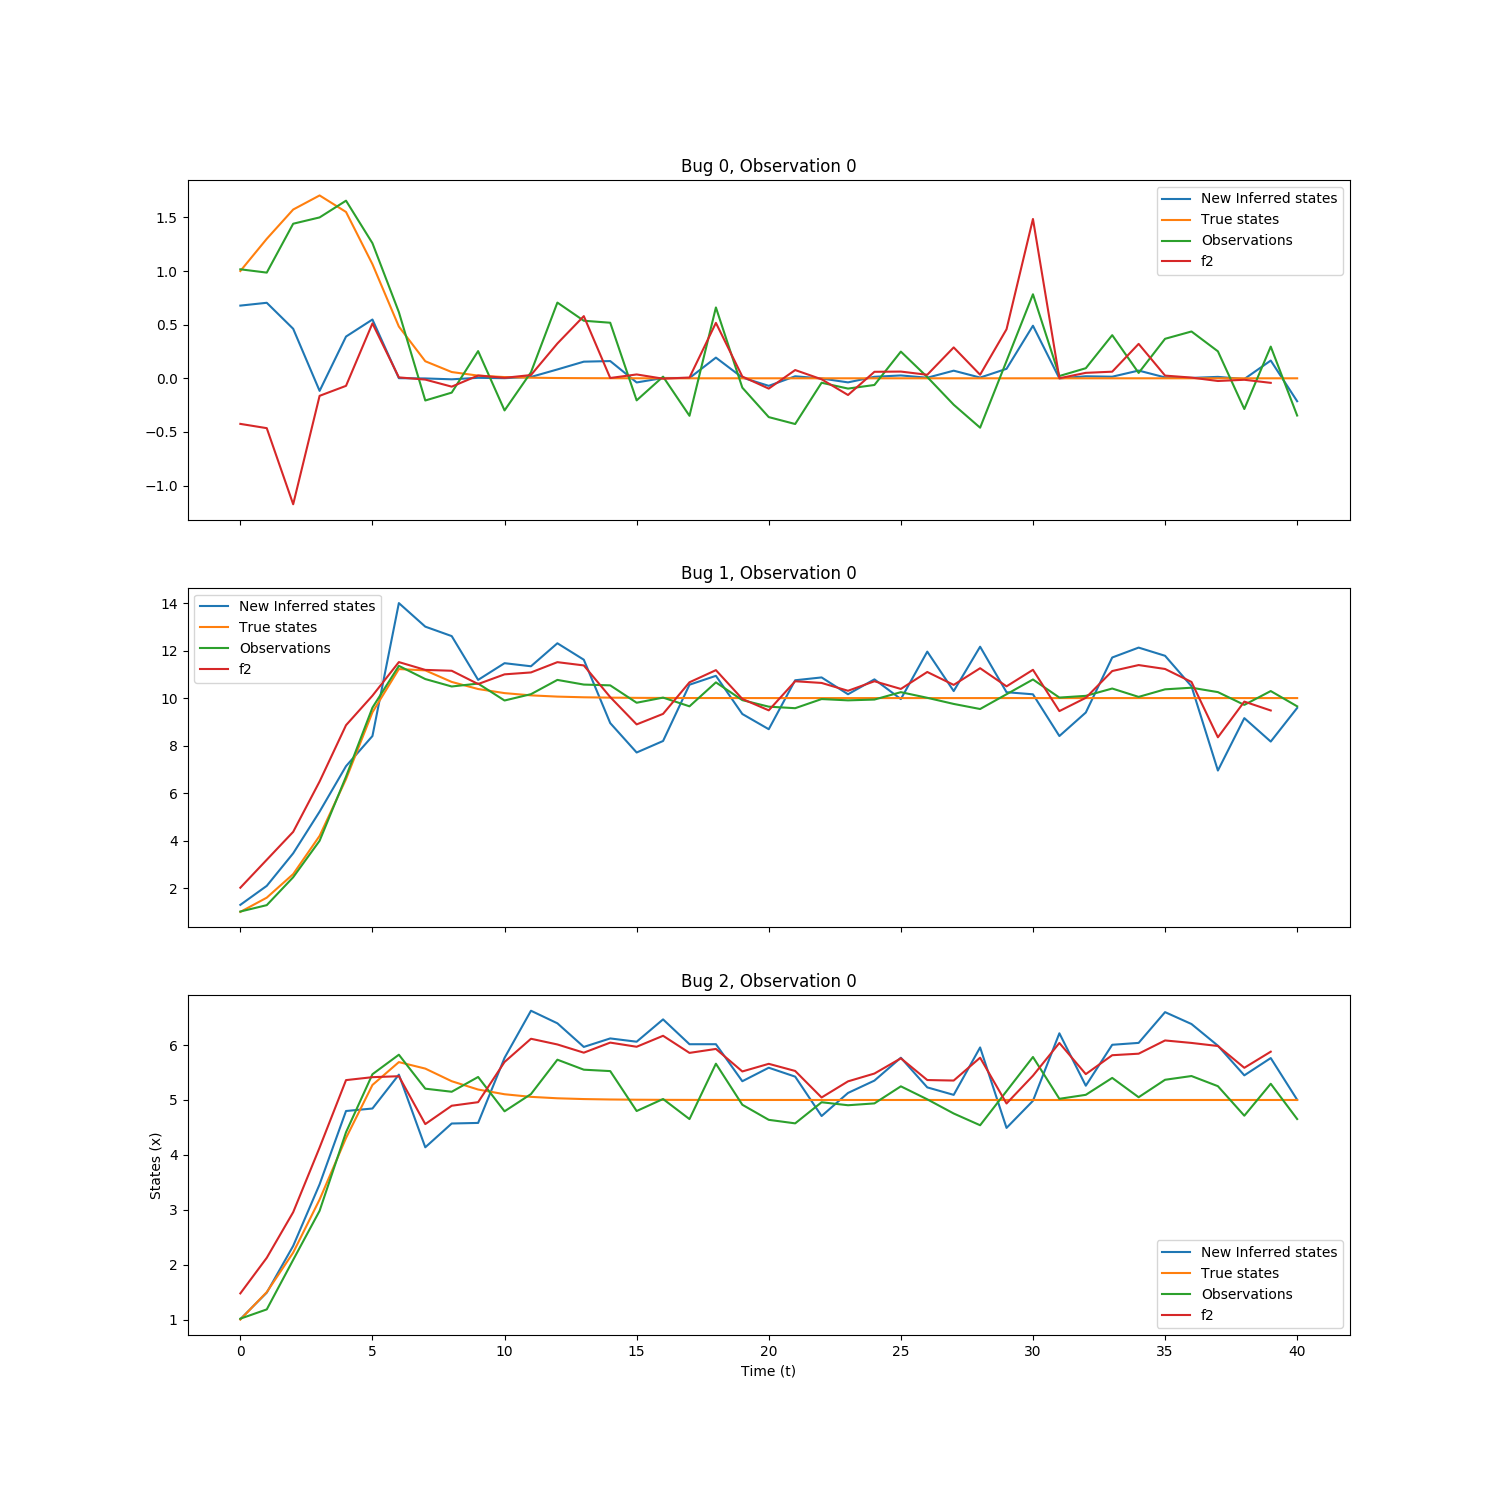 Bug 0, Observation 0
New Inferred states
True states
Observations
f2
1.5
1.0
0.5
0.0
−0.5
−1.0
Bug 1, Observation 0
New Inferred states
True states
Observations
f2
14
12
10
8
6
4
2
Bug 2, Observation 0
6
5
4
3
2
1
States (x)
New Inferred states
True states
Observations
f2
0 5 10 15 20 25 30 35 40
Time (t)